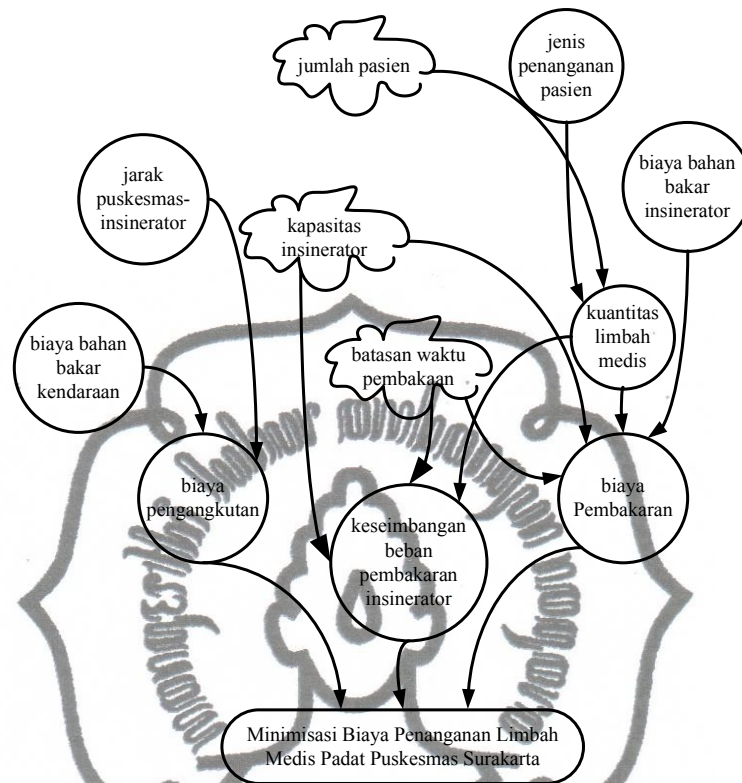 jumlah pasien
jenis
penanganan
pasien
jarak
puskesmas-
insinerator
kapasitas
insinerator
biaya bahan
bakar
insinerator
biaya bahan
bakar
kendaraan
batasan waktu
pembakaan
kuantitas
limbah
medis
biaya
pengangkutan
keseimbangan
beban
pembakaran
insinerator
biaya
Pembakaran
Minimisasi Biaya Penanganan Limbah
Medis Padat Puskesmas Surakarta